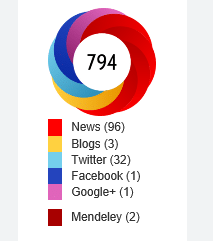 794
News (96)
Blogs (3)
Twitter (32)
Facebook (1)
Google+ (1)
Mendeley (2)